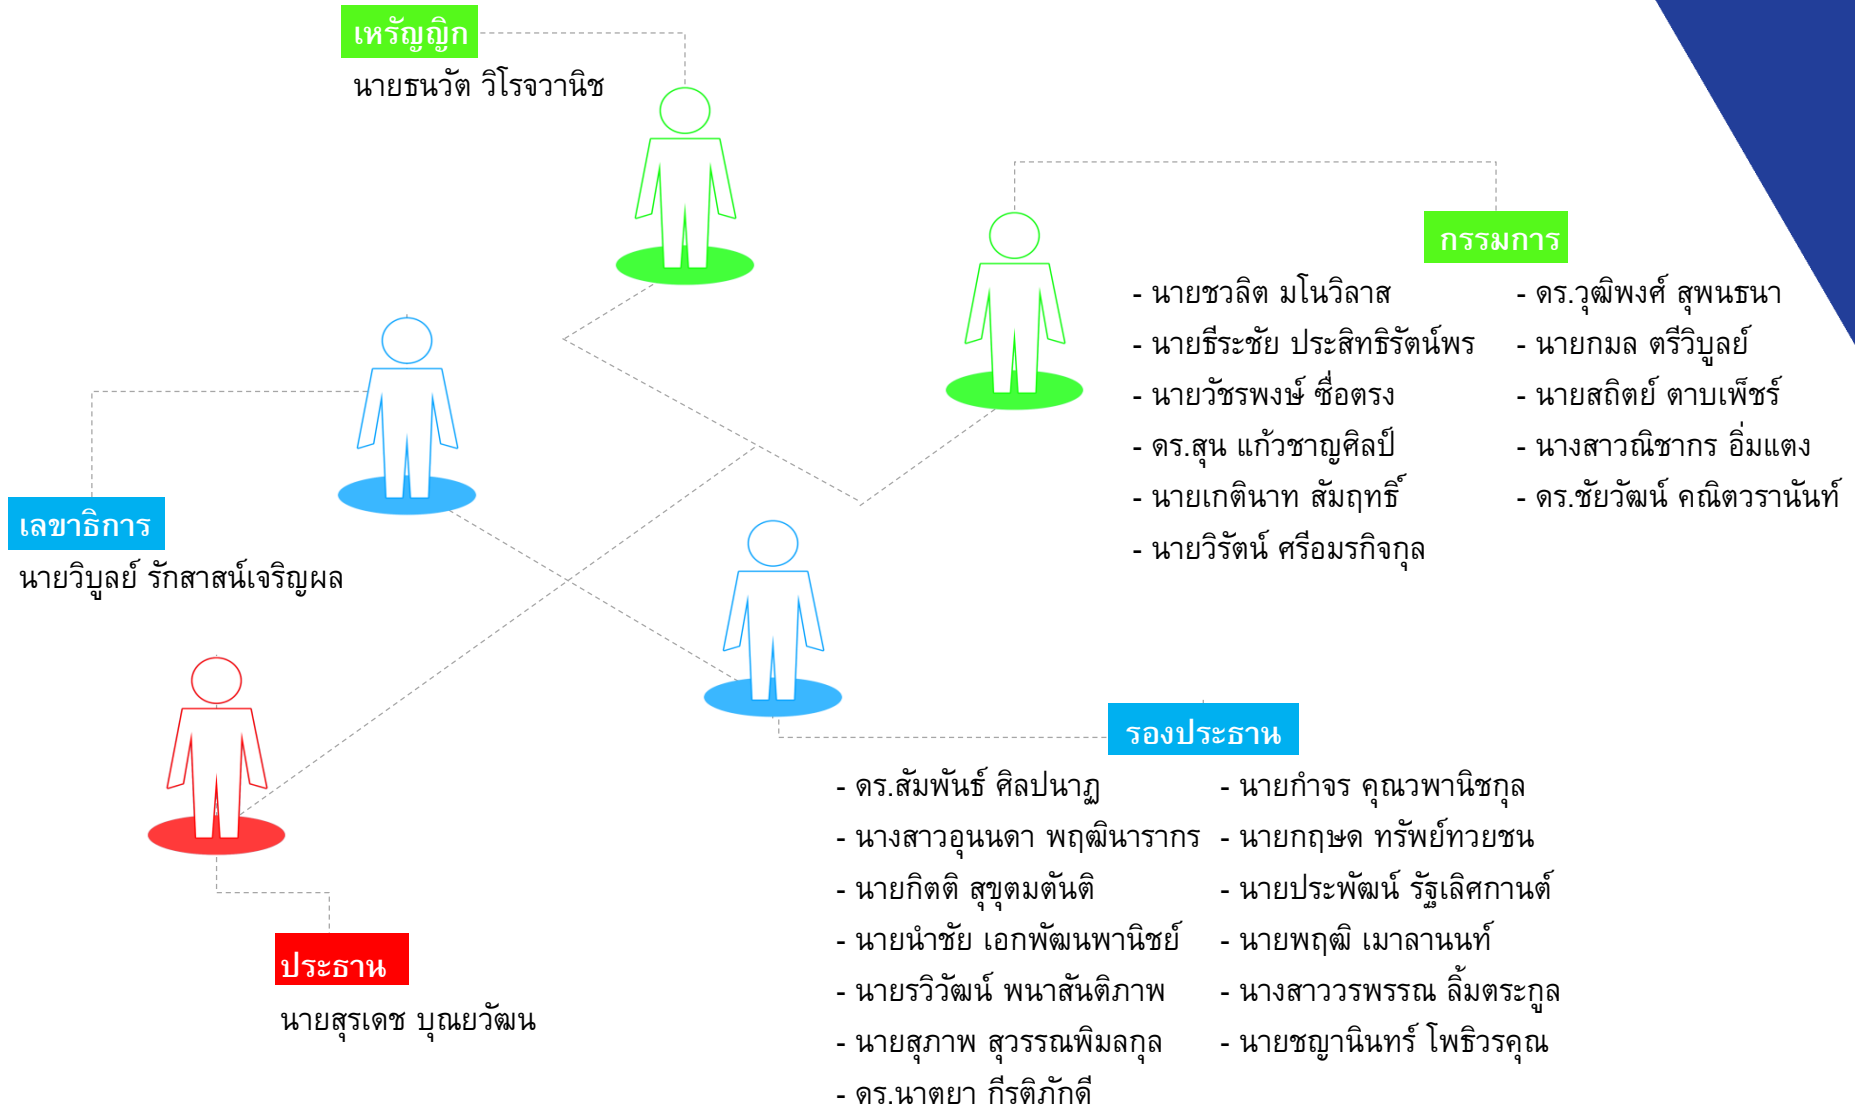 เหรัญญิก
นายธนวัต วิโรจวานิช
กรรมการ
- นายชวลิต มโนวิลาส
- นายธีระชัย ประสิทธิรัตน์พร
- นายวัชรพงษ์ ซื่อตรง
- ดร.สุน แก้วชาญศิลป์
- นายเกตินาท สัมฤทธิ์
- นายวิรัตน์ ศรีอมรกิจกุล
- ดร.วุฒิพงศ์ สุพนธนา
- นายกมล ตรีวิบูลย์
- นายสถิตย์ ตาบเพ็ชร์
- นางสาวณิชากร อิ่มแตง
- ดร.ชัยวัฒน์ คณิตวรานันท์
เลขาธิการ
นายวิบูลย์ รักสาสน์เจริญผล
รองประธาน
- ดร.สัมพันธ์ ศิลปนาฏ
- นางสาวอุนนดา พฤฒินารากร
- นายกิตติ สุขุตมตันติ
- นายนำชัย เอกพัฒนพานิชย์
- นายรวิวัฒน์ พนาสันติภาพ
- นายสุภาพ สุวรรณพิมลกุล
- ดร.นาตยา กีรติภักดี
- นายกำจร คุณวพานิชกุล
- นายกฤษด ทรัพย์ทวยชน
- นายประพัฒน์ รัฐเลิศกานต์
- นายพฤฒิ เมาลานนท์
- นางสาววรพรรณ ลิ้มตระกูล
- นายชญานินทร์ โพธิวรคุณ
ประธาน
นายสุรเดช บุณยวัฒน